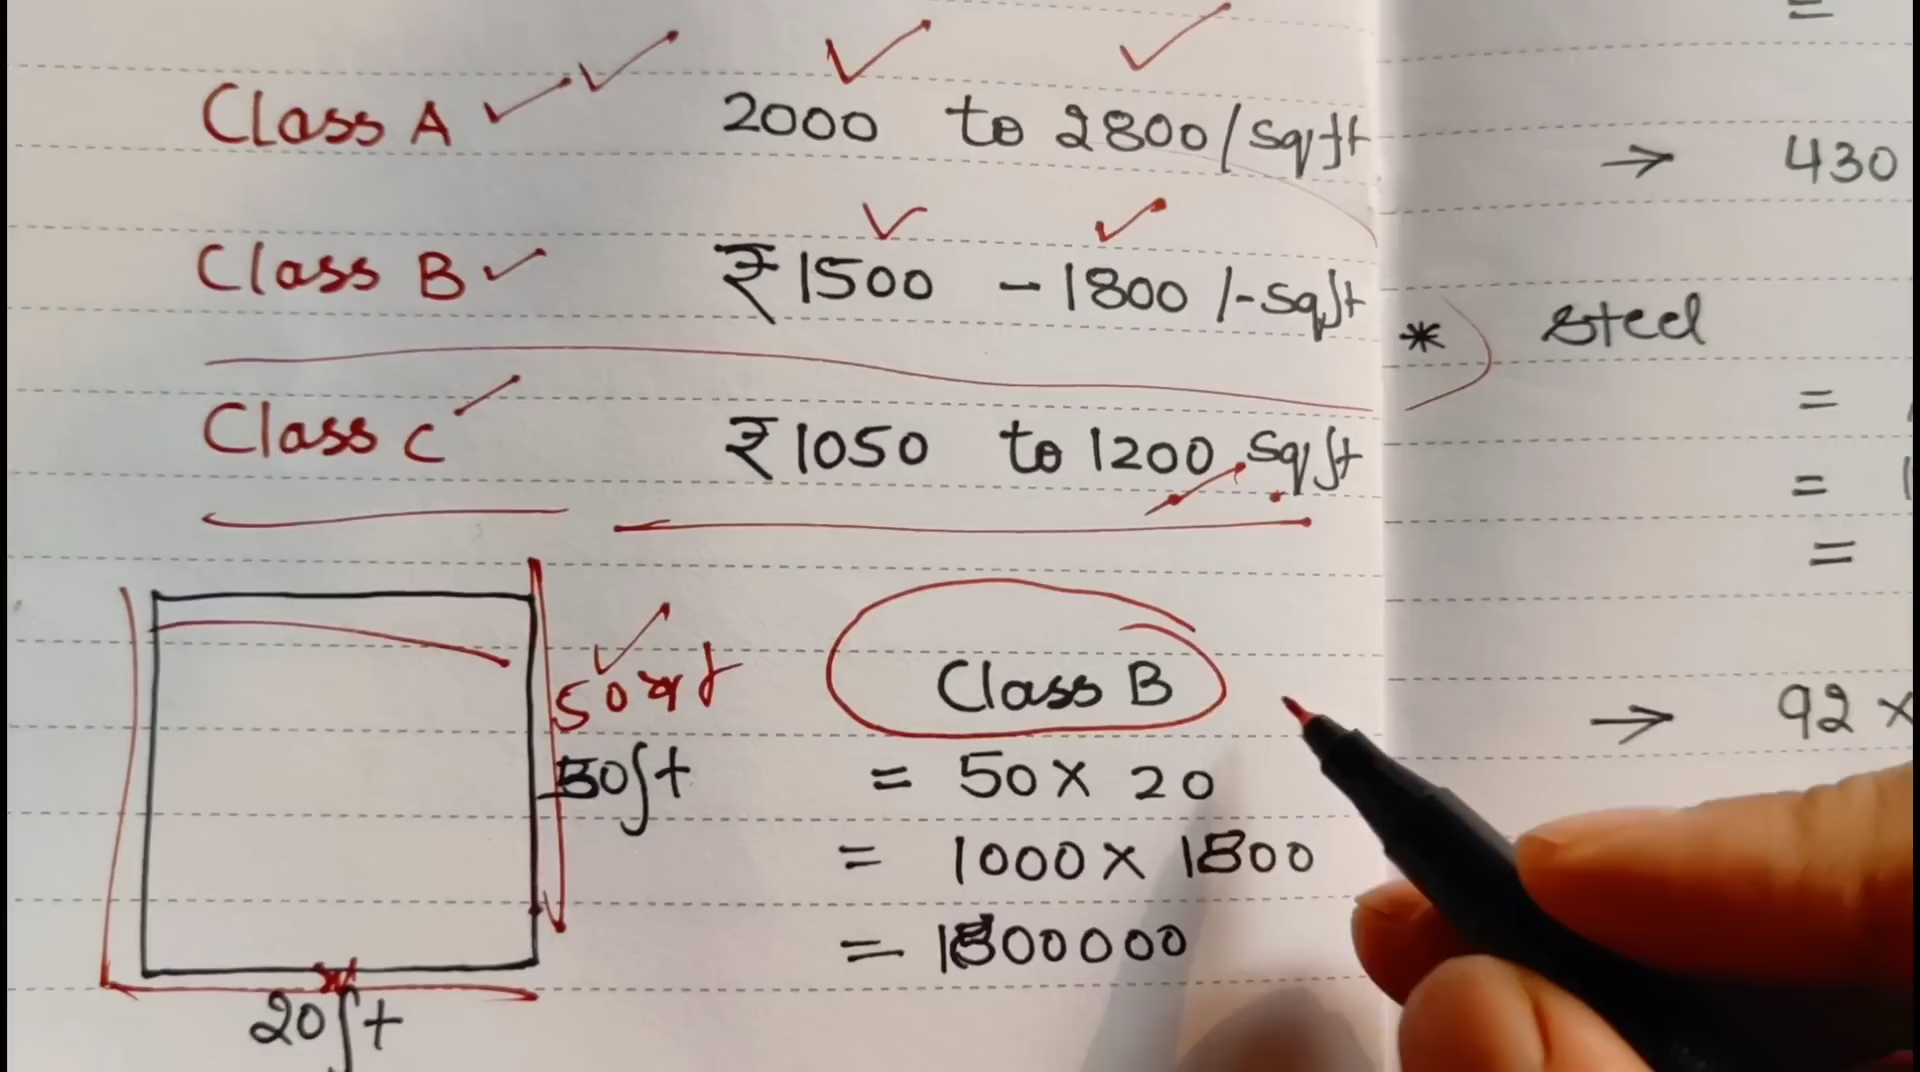 Class A 2000 to 2800/sqft
Class B ₹1500 - 1800/-sqft
Class C ₹1050 to 1200 sqft
50
50ft
20ft
Class B
= 50 x 20
= 1000 x 1800
= 1800000
=
→ 430
* Steel
=
=
=
→ 92 x